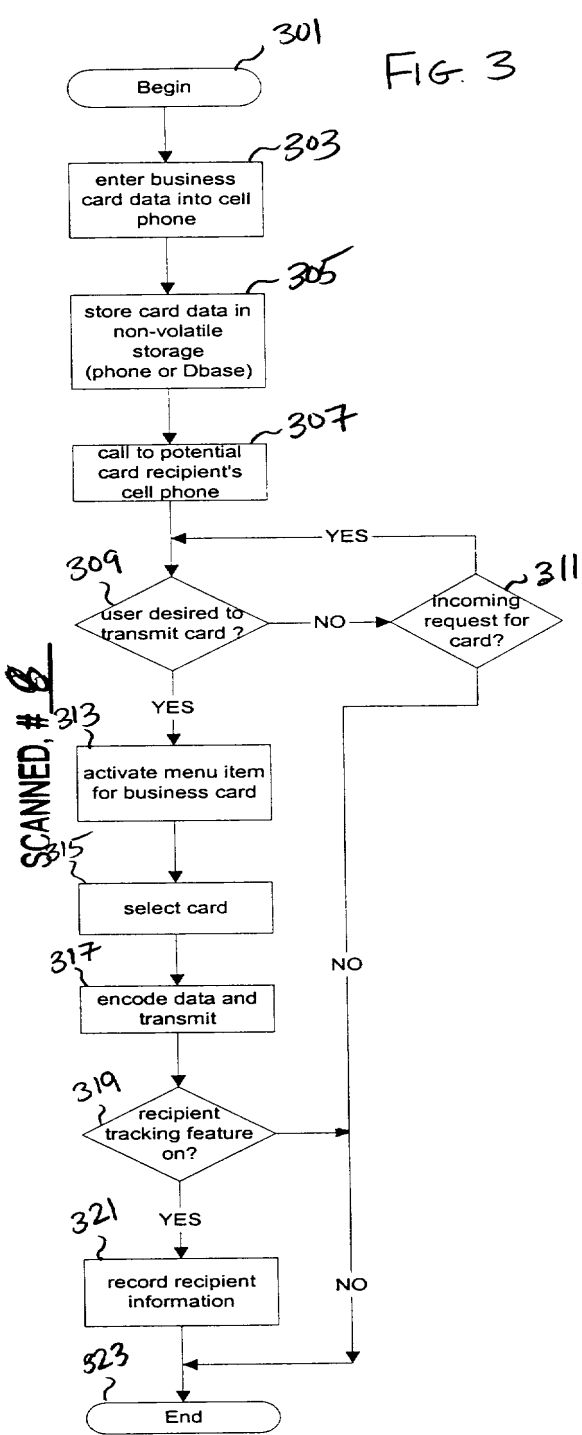 301
FIG. 3
Begin
303
enter business
card data into cell
phone
305
store card data in
non-volatile
storage
(phone or Dbase)
307
call to potential
card recipient's
cell phone
YES
309
311
user desired to
transmit card ?
NO
incoming
request for
card?
YES
SCANNED, # 8
313
activate menu item
for business card
315
select card
NO
317
encode data and
transmit
319
recipient
tracking feature
on?
321
YES
record recipient
information
NO
323
End